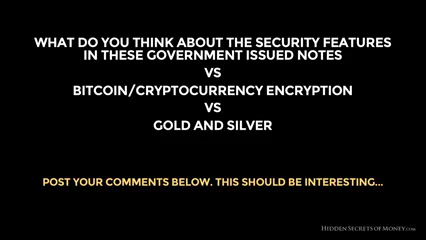 WHAT DO YOU THINK ABOUT THE SECURITY FEATURES
IN THESE GOVERNMENT ISSUED NOTES
VS
BITCOIN/CRYPTOCURRENCY ENCRYPTION
VS
GOLD AND SILVER
POST YOUR COMMENTS BELOW. THIS SHOULD BE INTERESTING...
HIDDEN SECRETS OF MONEY.COM